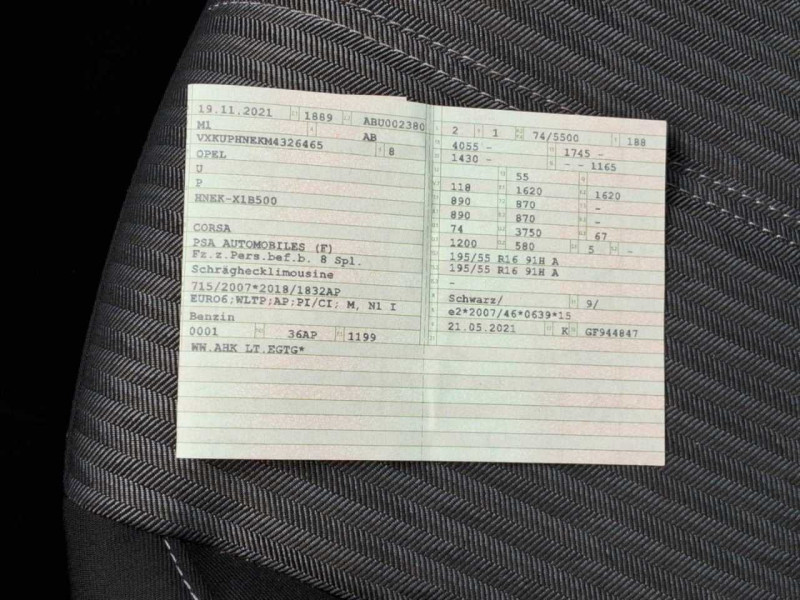 19.11.2021 1889 ABU002380
M1 AB
VXKUPHNEKM4326465 8
OPEL
U
P
HNEK-X1B500
CORSA
PSA AUTOMOBILES (F)
Fz.z.Pers.bef.b. 8 Spl.
Schräghecklimousine
715/2007*2018/1832AP
EURO6;WLTP;AP;PI/CI; M, N1 I
Benzin
0001 36AP 1199
WW.AHK LT.EGTG*
2 1 74/5500 188
4055 - 1745 -
1430 - - - 1165
55
118 1620 1620
890 870 -
890 870 -
74 3750 67
1200 580 5 -
195/55 R16 91H A
195/55 R16 91H A
-
Schwarz/ 9/
e2*2007/46*0639*15
21.05.2021 K GF944847